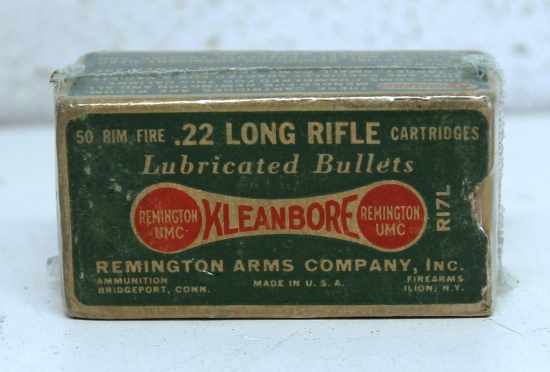 50 RIM FIRE .22 LONG RIFLE CARTRIDGES
Lubricated Bullets
REMINGTON UMC KLEANBORE REMINGTON UMC
R17L
REMINGTON ARMS COMPANY, INC.
AMMUNITION MADE IN U.S.A. FIREARMS
BRIDGEPORT, CONN. ILION, N.Y.